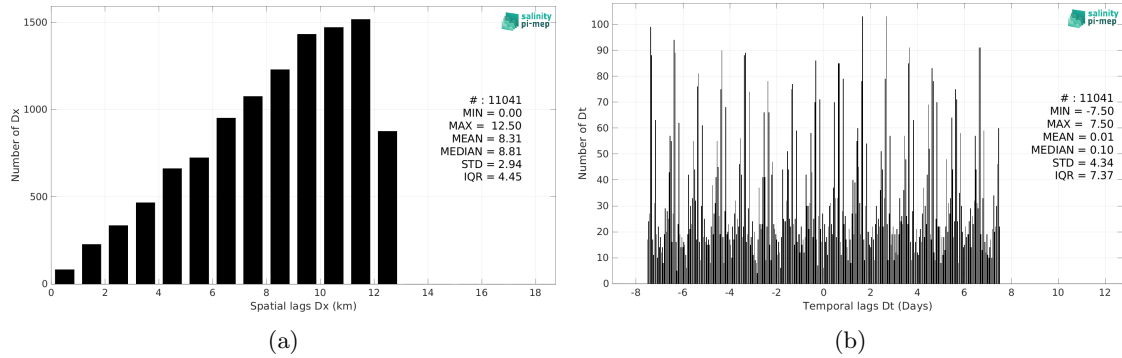 salinity
pi-mep
Number of Dx
1500
1000
500
0
# : 11041
MIN = 0.00
MAX = 12.50
MEAN = 8.31
MEDIAN = 8.81
STD = 2.94
IQR = 4.45
0 2 4 6 8 10 12 14 16 18
Spatial lags Dx (km)
(a)
salinity
pi-mep
Number of Dt
100
90
80
70
60
50
40
30
20
10
0
# : 11041
MIN = -7.50
MAX = 7.50
MEAN = 0.01
MEDIAN = 0.10
STD = 4.34
IQR = 7.37
-8 -6 -4 -2 0 2 4 6 8 10 12
Temporal lags Dt (Days)
(b)